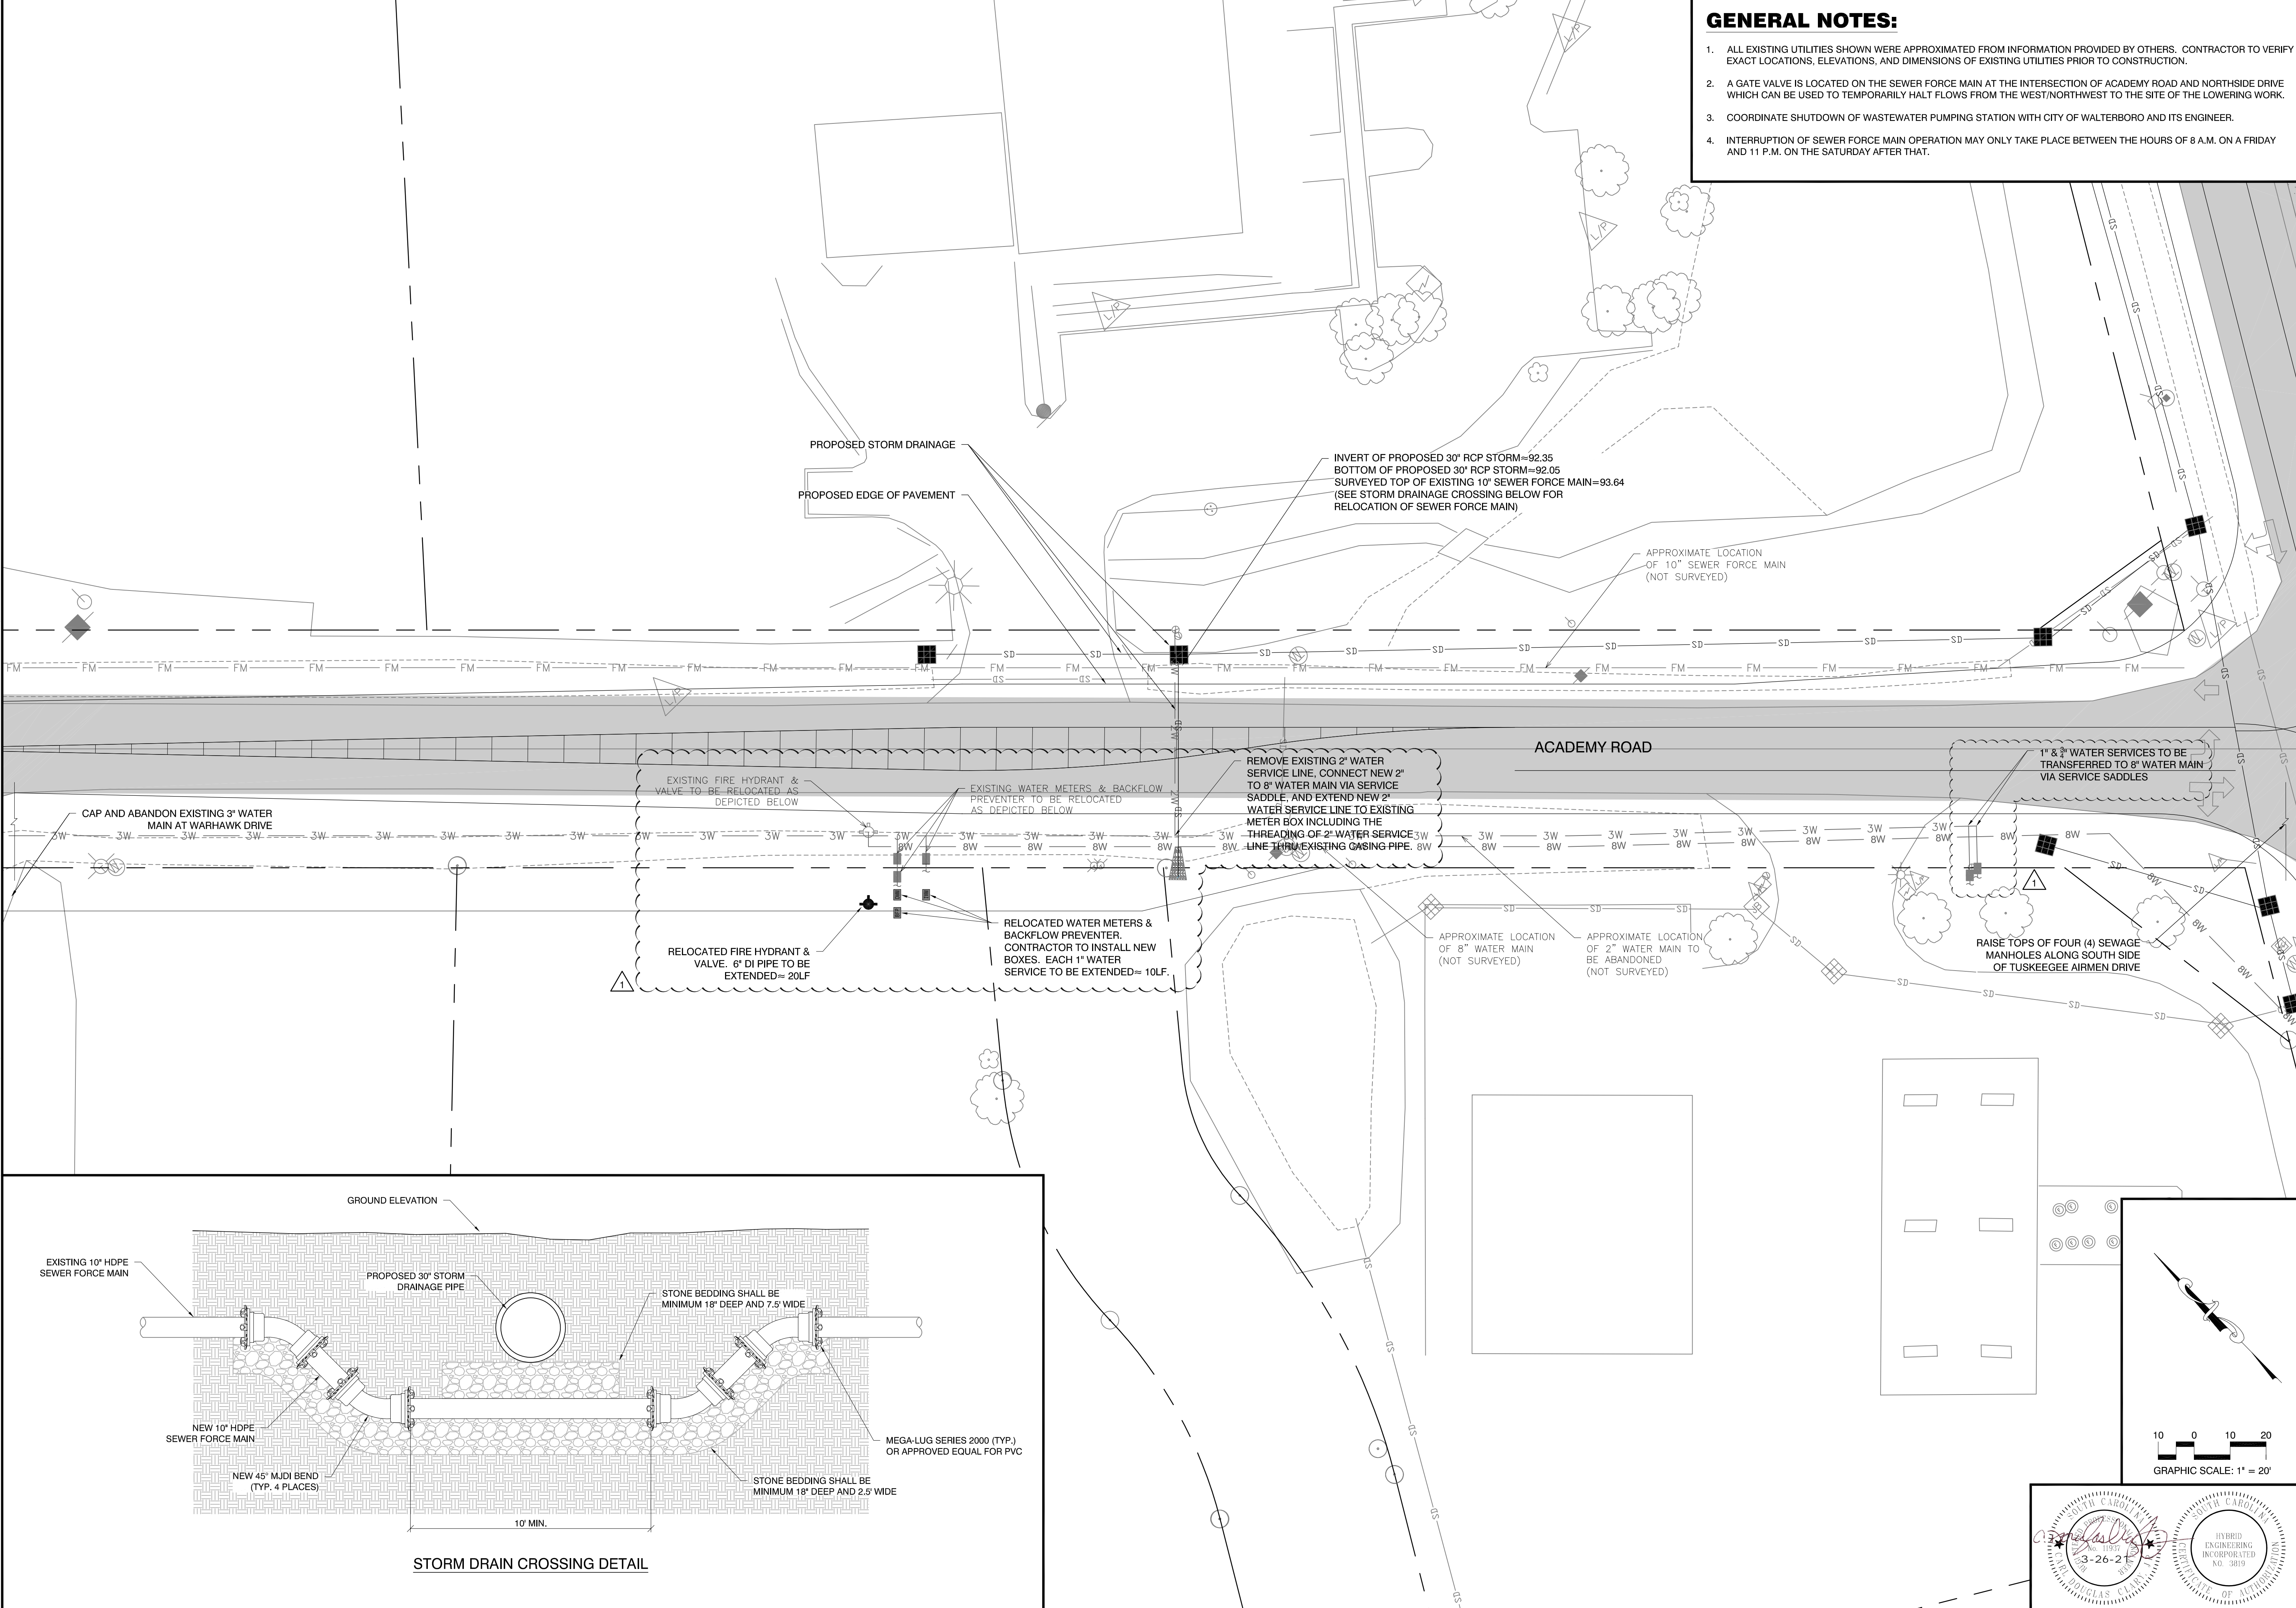 GENERAL NOTES:
1. ALL EXISTING UTILITIES SHOWN WERE APPROXIMATED FROM INFORMATION PROVIDED BY OTHERS. CONTRACTOR TO VERIFY
EXACT LOCATIONS, ELEVATIONS, AND DIMENSIONS OF EXISTING UTILITIES PRIOR TO CONSTRUCTION.
2. A GATE VALVE IS LOCATED ON THE SEWER FORCE MAIN AT THE INTERSECTION OF ACADEMY ROAD AND NORTHSIDE DRIVE
WHICH CAN BE USED TO TEMPORARILY HALT FLOWS FROM THE WEST/NORTHWEST TO THE SITE OF THE LOWERING WORK.
3. COORDINATE SHUTDOWN OF WASTEWATER PUMPING STATION WITH CITY OF WALTERBORO AND ITS ENGINEER.
4. INTERRUPTION OF SEWER FORCE MAIN OPERATION MAY ONLY TAKE PLACE BETWEEN THE HOURS OF 8 A.M. ON A FRIDAY
AND 11 P.M. ON THE SATURDAY AFTER THAT.
PROPOSED STORM DRAINAGE
PROPOSED EDGE OF PAVEMENT
INVERT OF PROPOSED 30" RCP STORM≈92.35
BOTTOM OF PROPOSED 30" RCP STORM≈92.05
SURVEYED TOP OF EXISTING 10" SEWER FORCE MAIN=93.64
(SEE STORM DRAINAGE CROSSING BELOW FOR
RELOCATION OF SEWER FORCE MAIN)
APPROXIMATE LOCATION
OF 10" SEWER FORCE MAIN
(NOT SURVEYED)
ACADEMY ROAD
EXISTING FIRE HYDRANT &
VALVE TO BE RELOCATED AS
DEPICTED BELOW
EXISTING WATER METERS & BACKFLOW
PREVENTER TO BE RELOCATED
AS DEPICTED BELOW
REMOVE EXISTING 2" WATER
SERVICE LINE, CONNECT NEW 2"
TO 8" WATER MAIN VIA SERVICE
SADDLE, AND EXTEND NEW 2"
WATER SERVICE LINE TO EXISTING
METER BOX INCLUDING THE
THREADING OF 2" WATER SERVICE
LINE THRU EXISTING CASING PIPE.
1" & 3/4" WATER SERVICES TO BE
TRANSFERRED TO 8" WATER MAIN
VIA SERVICE SADDLES
CAP AND ABANDON EXISTING 3" WATER
MAIN AT WARHAWK DRIVE
RELOCATED FIRE HYDRANT &
VALVE. 6" DI PIPE TO BE
EXTENDED≈ 20LF
RELOCATED WATER METERS &
BACKFLOW PREVENTER.
CONTRACTOR TO INSTALL NEW
BOXES. EACH 1" WATER
SERVICE TO BE EXTENDED≈ 10LF.
1
APPROXIMATE LOCATION
OF 8" WATER MAIN
(NOT SURVEYED)
APPROXIMATE LOCATION
OF 2" WATER MAIN TO
BE ABANDONED
(NOT SURVEYED)
1
RAISE TOPS OF FOUR (4) SEWAGE
MANHOLES ALONG SOUTH SIDE
OF TUSKEEGEE AIRMEN DRIVE
GROUND ELEVATION
EXISTING 10" HDPE
SEWER FORCE MAIN
PROPOSED 30" STORM
DRAINAGE PIPE
STONE BEDDING SHALL BE
MINIMUM 18" DEEP AND 7.5' WIDE
NEW 10" HDPE
SEWER FORCE MAIN
NEW 45° MJDI BEND
(TYP. 4 PLACES)
MEGA-LUG SERIES 2000 (TYP.)
OR APPROVED EQUAL FOR PVC
STONE BEDDING SHALL BE
MINIMUM 18" DEEP AND 2.5' WIDE
10' MIN.
STORM DRAIN CROSSING DETAIL
10 0 10 20
GRAPHIC SCALE: 1" = 20'
SOUTH CAROLINA
No. 11937
3-26-21
CARL DOUGLAS CLARY,
SOUTH CAROLINA
HYBRID
ENGINEERING
INCORPORATED
NO. 3819
CERTIFICATE OF AUTHORIZATION